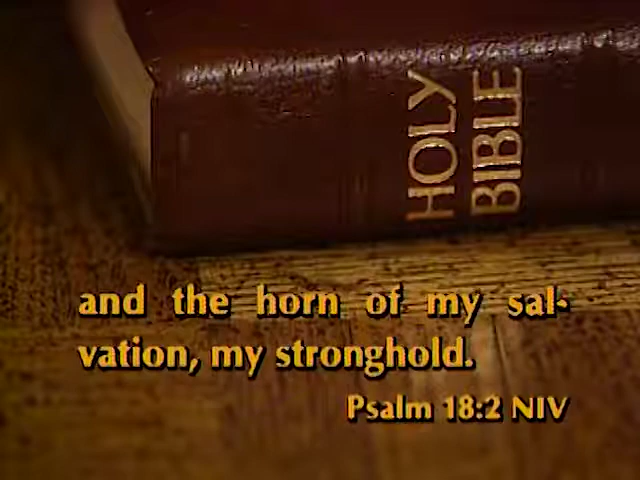 HOLY
BIBLE
and the horn of my sal-
vation, my stronghold.
Psalm 18:2 NIV